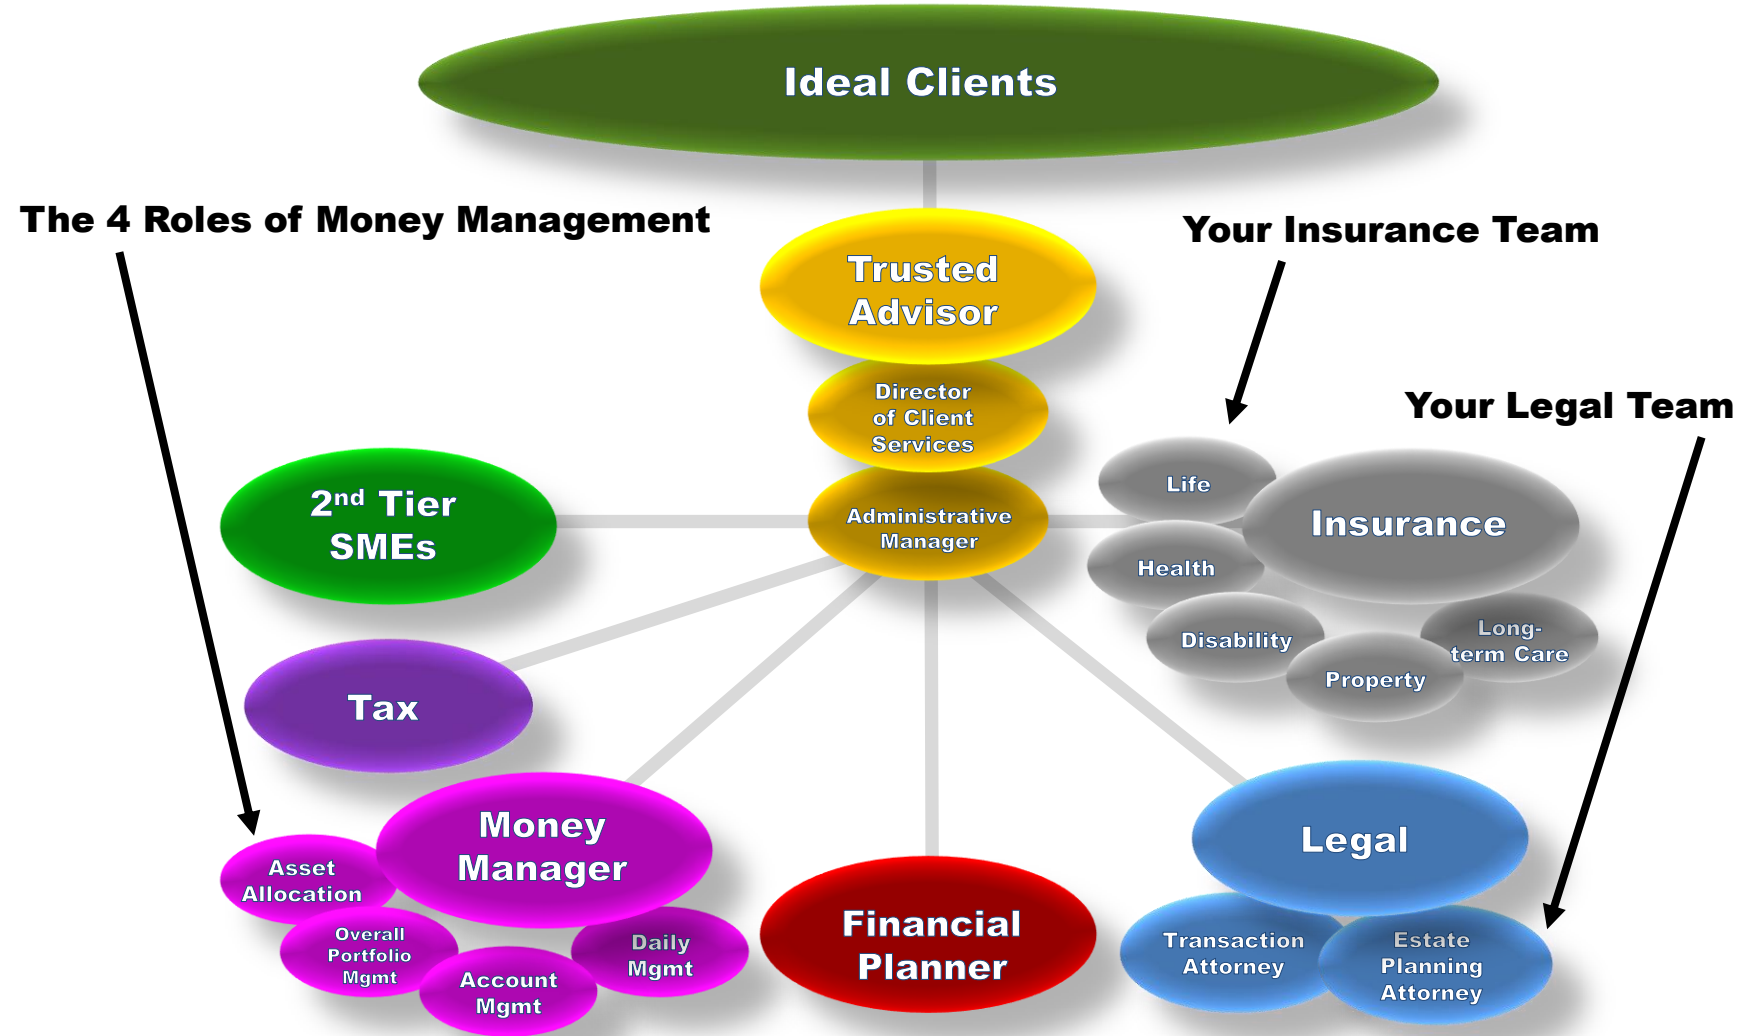 Ideal Clients
The 4 Roles of Money Management
Your Insurance Team
Trusted
Advisor
Director
of Client
Services
Your Legal Team
Administrative
Manager
2nd Tier
SMEs
Life
Insurance
Health
Disability
Property
Long-
term Care
Tax
Money
Manager
Asset
Allocation
Overall
Portfolio
Mgmt
Account
Mgmt
Daily
Mgmt
Financial
Planner
Legal
Transaction
Attorney
Estate
Planning
Attorney